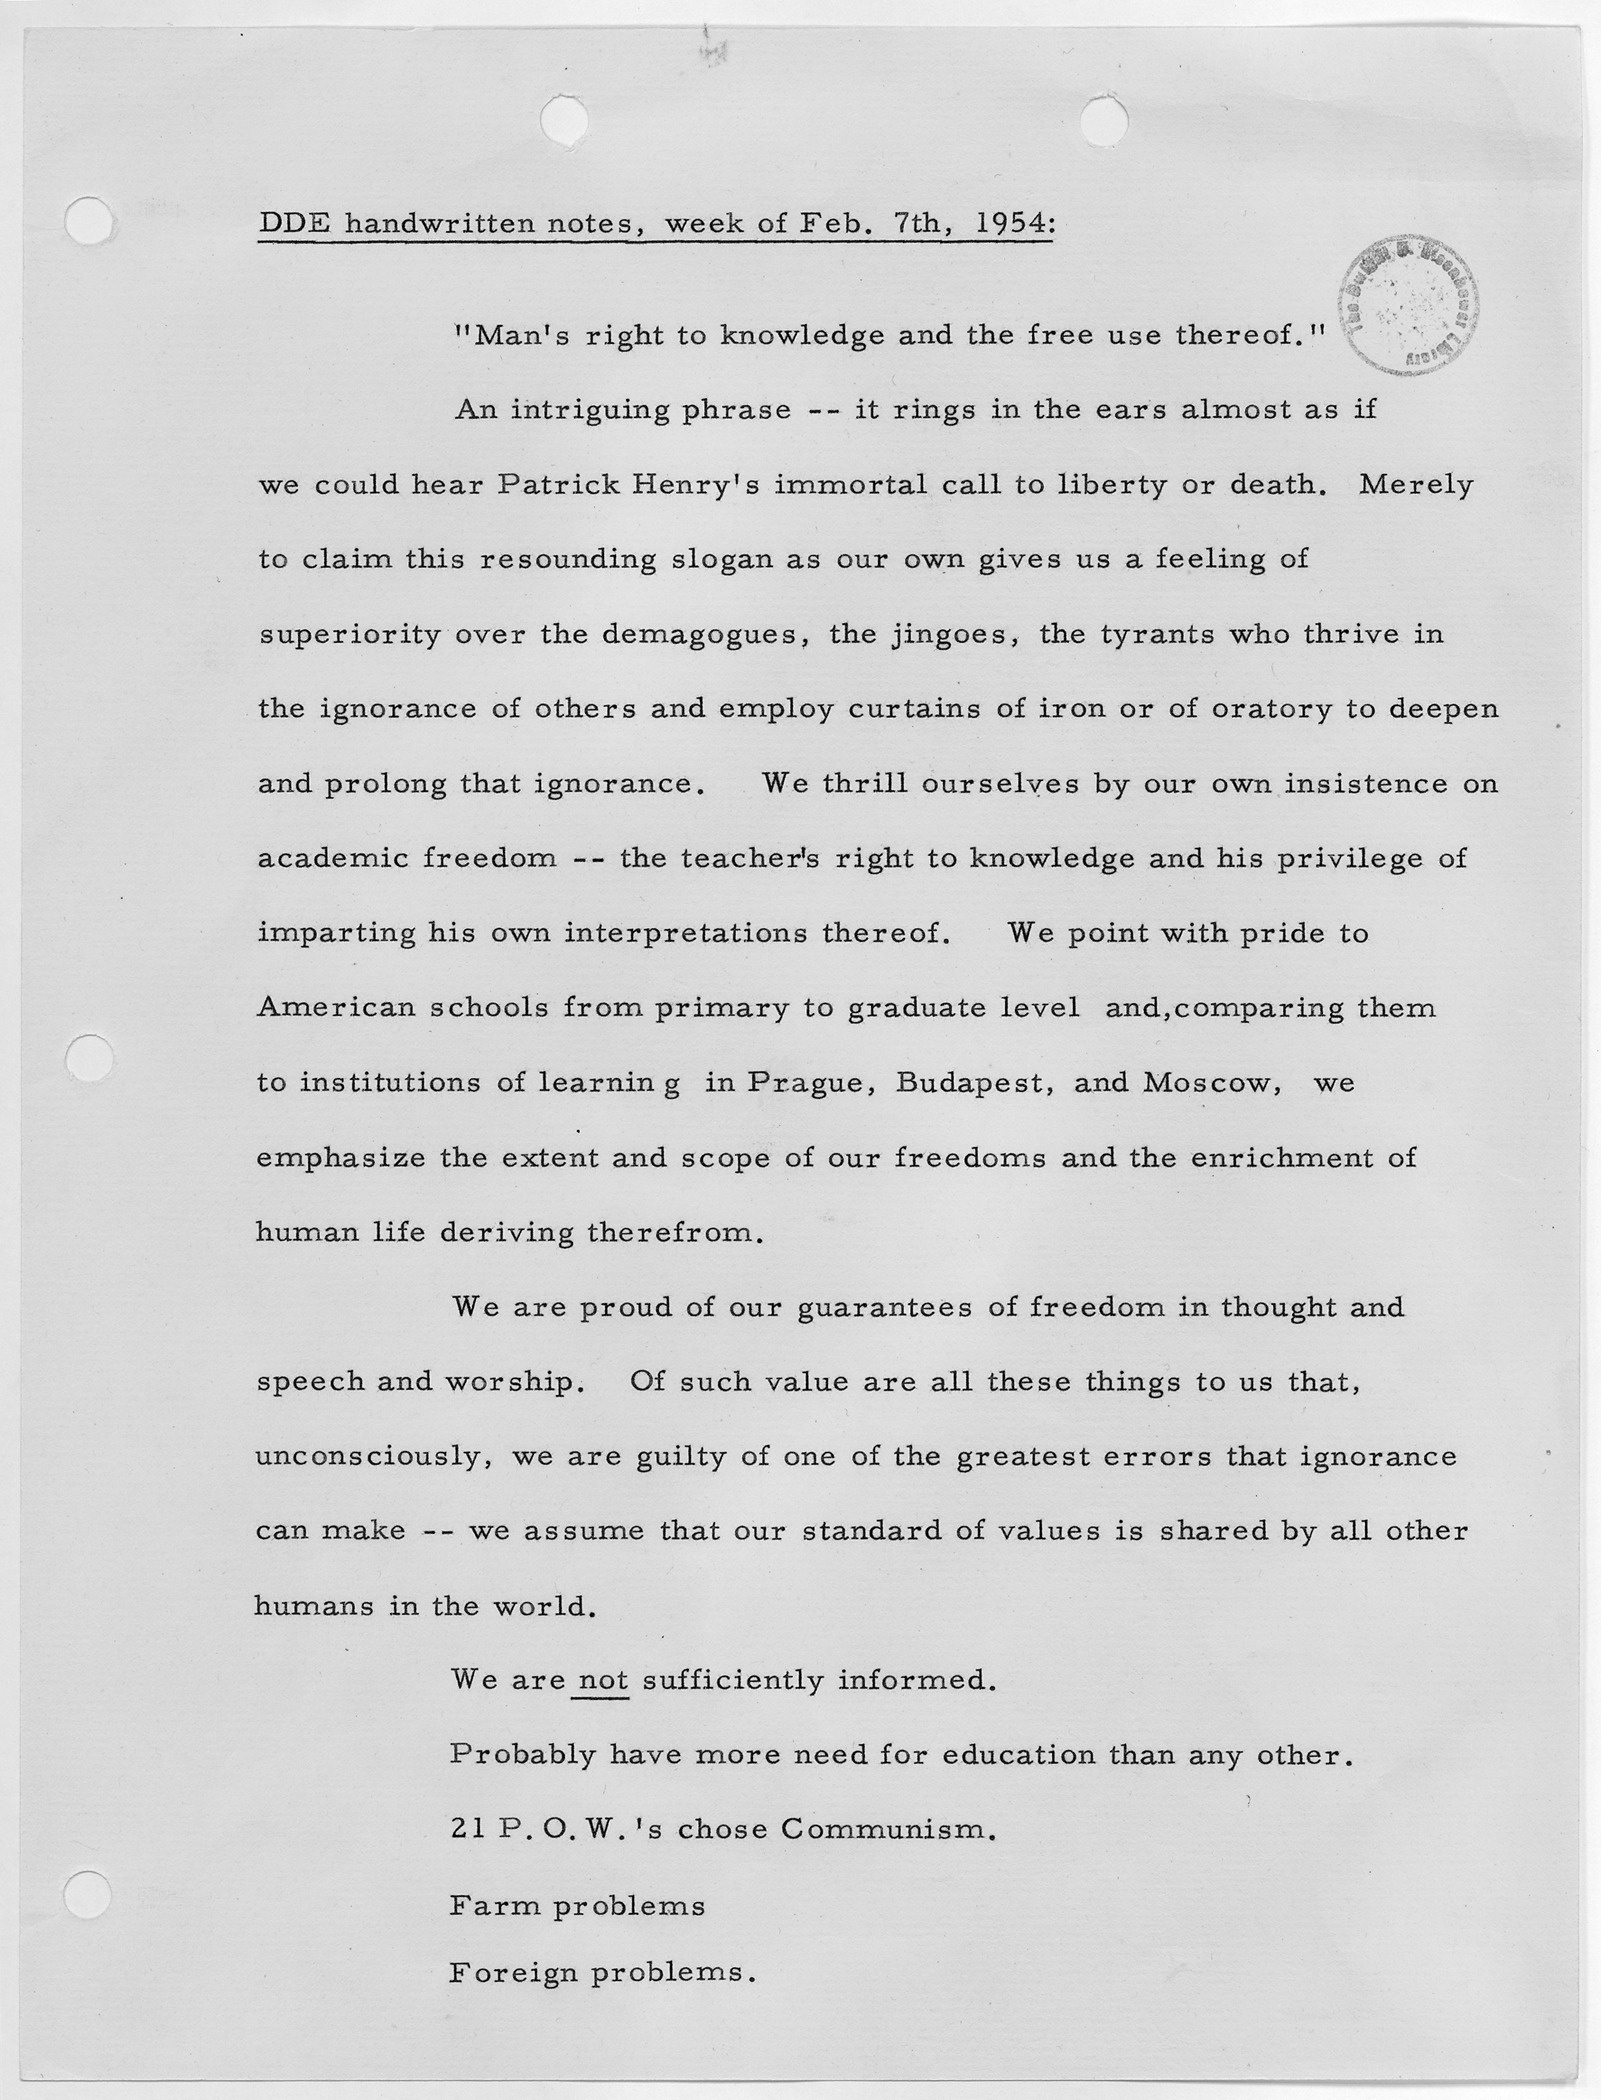 DDE handwritten notes, week of Feb. 7th, 1954:
The Dwight D. Eisenhower Library
"Man's right to knowledge and the free use thereof."
An intriguing phrase -- it rings in the ears almost as if
we could hear Patrick Henry's immortal call to liberty or death. Merely
to claim this resounding slogan as our own gives us a feeling of
superiority over the demagogues, the jingoes, the tyrants who thrive in
the ignorance of others and employ curtains of iron or of oratory to deepen
and prolong that ignorance. We thrill ourselves by our own insistence on
academic freedom -- the teacher's right to knowledge and his privilege of
imparting his own interpretations thereof. We point with pride to
American schools from primary to graduate level and,comparing them
to institutions of learnin g in Prague, Budapest, and Moscow, we
emphasize the extent and scope of our freedoms and the enrichment of
human life deriving therefrom.
We are proud of our guarantees of freedom in thought and
speech and worship. Of such value are all these things to us that,
unconsciously, we are guilty of one of the greatest errors that ignorance
can make -- we assume that our standard of values is shared by all other
humans in the world.
We are not sufficiently informed.
Probably have more need for education than any other.
21 P.O.W.'s chose Communism.
Farm problems
Foreign problems.